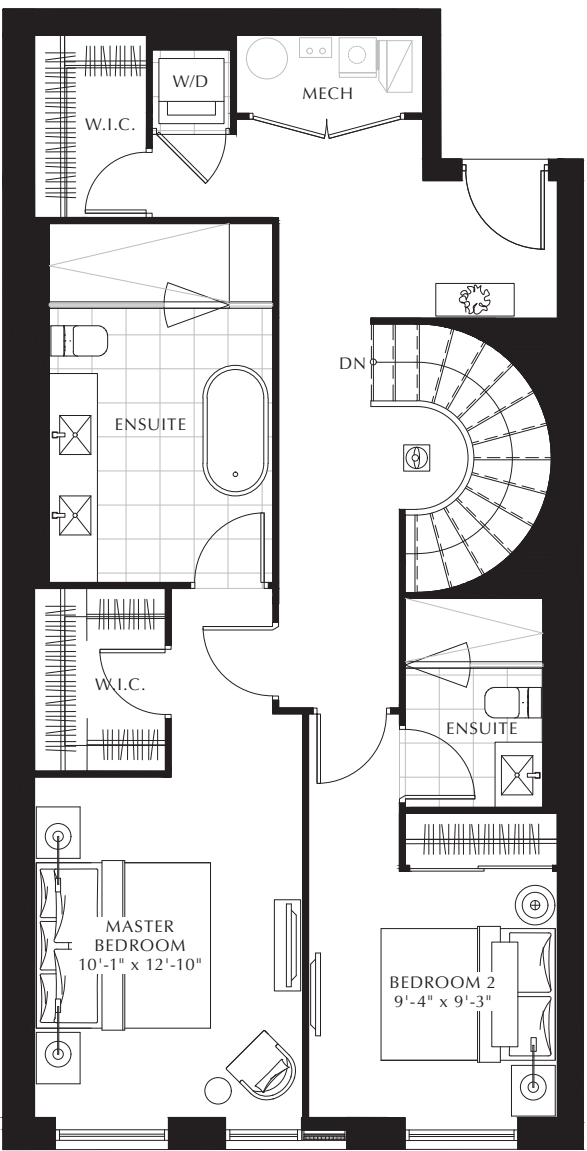 W/D
MECH
W.I.C.
DN
ENSUITE
W.I.C.
ENSUITE
MASTER
BEDROOM
10'-1" x 12'-10"
BEDROOM 2
9'-4" x 9'-3"